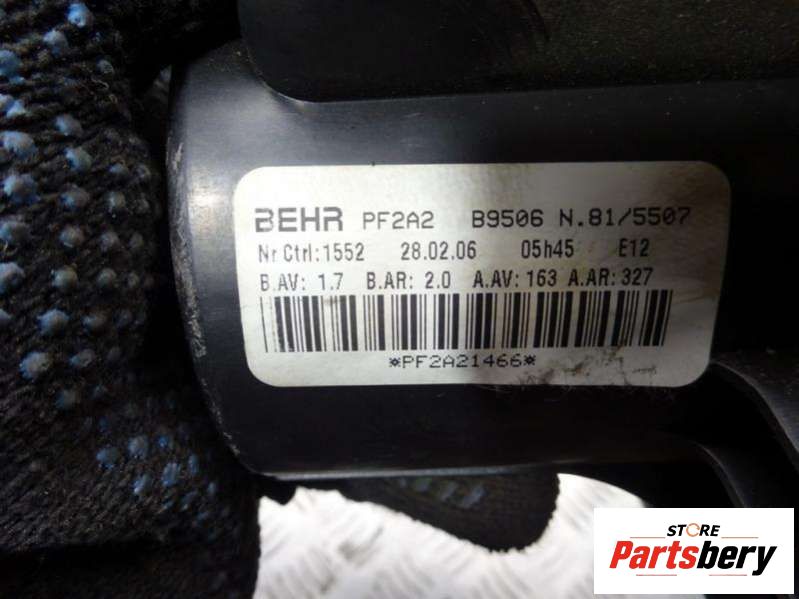 BEHR PF2A2 B9506 N.81/5507
Nr Ctrl:1552 28.02.06 05h45 E12
B.AV: 1.7 B.AR: 2.0 A.AV: 163 A.AR: 327
*PF2A21466*
STORE
Partsbery